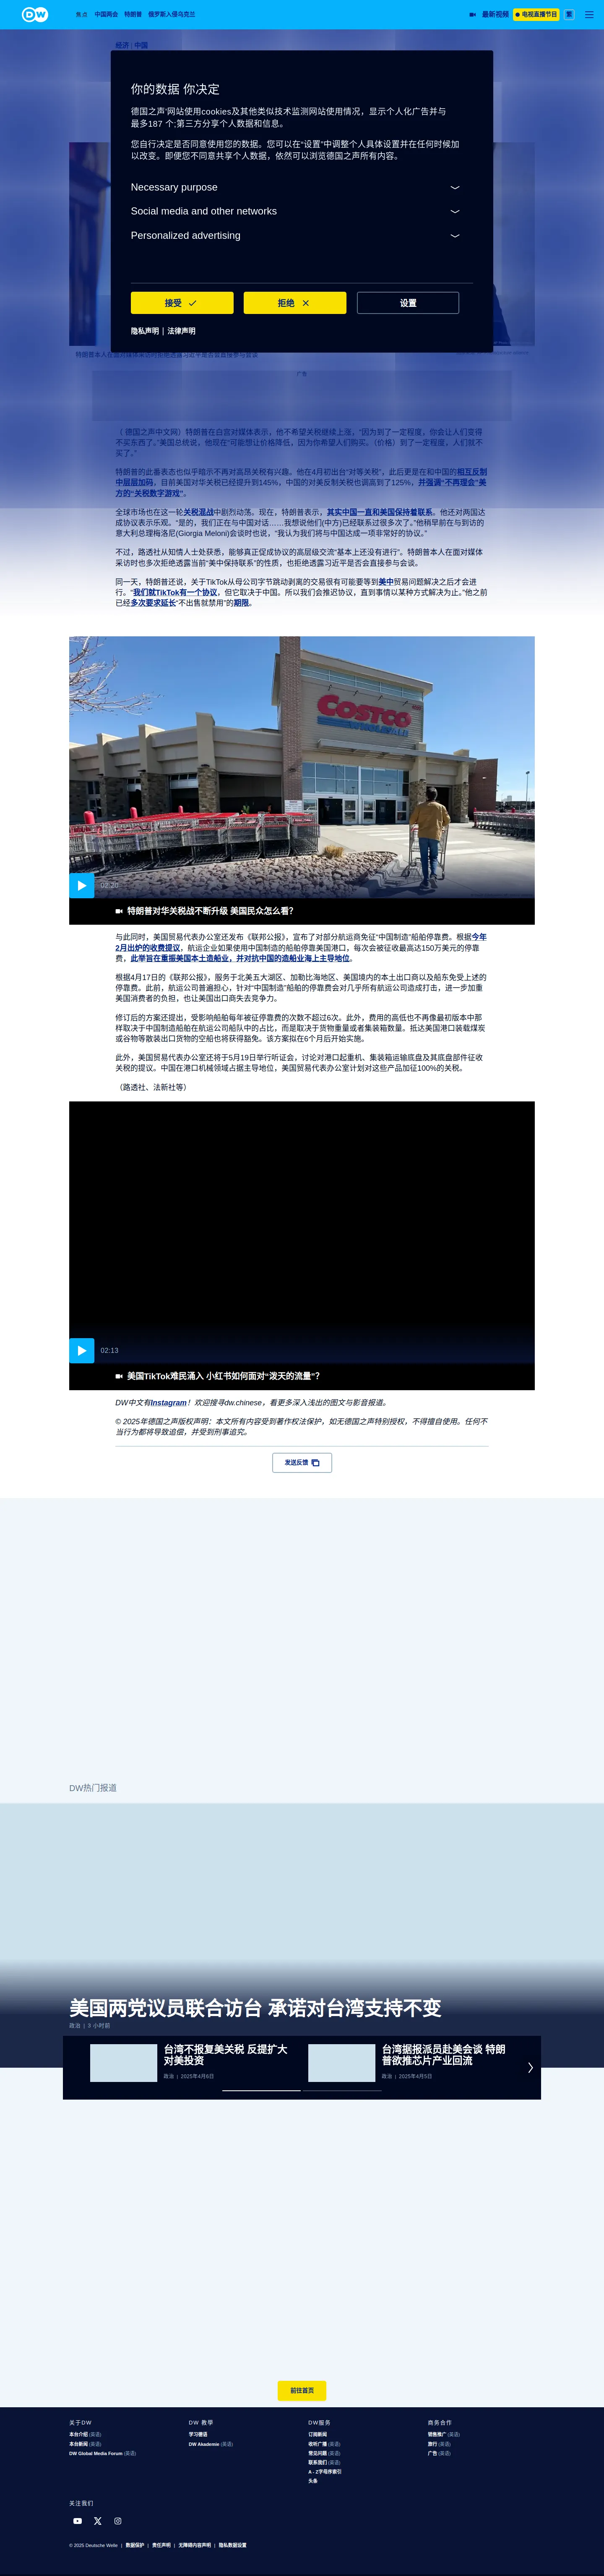 DW
焦点 中国两会 特朗普 俄罗斯入侵乌克兰
最新视频 电视直播节目 繁
经济 | 中国
你的数据 你决定
德国之声'网站使用cookies及其他类似技术监测网站使用情况，显示个人化广告并与
最多187 个;第三方分享个人数据和信息。
您自行决定是否同意使用您的数据。您可以在“设置”中调整个人具体设置并在任何时候加
以改变。即便您不同意共享个人数据，依然可以浏览德国之声所有内容。
Necessary purpose
Social media and other networks
Personalized advertising
接受
拒绝
设置
隐私声明 | 法律声明
特朗普本人在面对媒体采访时拒绝透露习近平是否会直接参与会谈
广告
（ 德国之声中文网）特朗普在白宫对媒体表示，他不希望关税继续上涨，“因为到了一定程度，你会让人们变得
不买东西了。”美国总统说，他现在“可能想让价格降低。因为你希望人们购买。（价格）到了一定程度，人们就不
买了。”
特朗普的此番表态也似乎暗示不再对高昂关税有兴趣。他在4月初出台“对等关税”，此后更是在和中国的相互反制
中层层加码，目前美国对华关税已经提升到145%，中国的对美反制关税也调高到了125%，并强调“不再理会”美
方的“关税数字游戏”。
全球市场也在这一轮关税混战中剧烈动荡。现在，特朗普表示，其实中国一直和美国保持着联系。他还对两国达
成协议表示乐观。“是的，我们正在与中国对话……我想说他们(中方)已经联系过很多次了。”他稍早前在与到访的
意大利总理梅洛尼(Giorgia Meloni)会谈时也说，“我认为我们将与中国达成一项非常好的协议。”
不过，路透社从知情人士处获悉，能够真正促成协议的高层级交流“基本上还没有进行”。特朗普本人在面对媒体
采访时也多次拒绝透露当前“美中保持联系”的性质，也拒绝透露习近平是否会直接参与会谈。
同一天，特朗普还说，关于TikTok从母公司字节跳动剥离的交易很有可能要等到美中贸易问题解决之后才会进
行。“我们就TikTok有一个协议，但它取决于中国。所以我们会推迟协议，直到事情以某种方式解决为止。”他之前
已经多次要求延长“不出售就禁用”的期限。
COSTCO
WHOLESALE
02:20
特朗普对华关税战不断升级 美国民众怎么看?
与此同时，美国贸易代表办公室还发布《联邦公报》，宣布了对部分航运商免征“中国制造”船舶停靠费。根据今年
2月出炉的收费提议，航运企业如果使用中国制造的船舶停靠美国港口，每次会被征收最高达150万美元的停靠
费，此举旨在重振美国本土造船业，并对抗中国的造船业海上主导地位。
根据4月17日的《联邦公报》，服务于北美五大湖区、加勒比海地区、美国境内的本土出口商以及船东免受上述的
停靠费。此前，航运公司普遍担心，针对“中国制造”船舶的停靠费会对几乎所有航运公司造成打击，进一步加重
美国消费者的负担，也让美国出口商失去竞争力。
修订后的方案还提出，受影响船舶每年被征停靠费的次数不超过6次。此外，费用的高低也不再像最初版本中那
样取决于中国制造船舶在航运公司船队中的占比，而是取决于货物重量或者集装箱数量。抵达美国港口装载煤炭
或谷物等散装出口货物的空船也将获得豁免。该方案拟在6个月后开始实施。
此外，美国贸易代表办公室还将于5月19日举行听证会，讨论对港口起重机、集装箱运输底盘及其底盘部件征收
关税的提议。中国在港口机械领域占据主导地位，美国贸易代表办公室计划对这些产品加征100%的关税。
（路透社、法新社等）
02:13
美国TikTok难民涌入 小红书如何面对“泼天的流量”？
DW中文有Instagram！欢迎搜寻dw.chinese，看更多深入浅出的图文与影音报道。
© 2025年德国之声版权声明：本文所有内容受到著作权法保护，如无德国之声特别授权，不得擅自使用。任何不
当行为都将导致追偿，并受到刑事追究。
发送反馈
DW热门报道
美国两党议员联合访台 承诺对台湾支持不变
政治 | 3 小时前
台湾不报复美关税 反提扩大
对美投资
政治 | 2025年4月6日
台湾据报派员赴美会谈 特朗
普欲推芯片产业回流
政治 | 2025年4月5日
前往首页
关于DW
本台介绍 (英语)
本台新闻 (英语)
DW Global Media Forum (英语)
DW 教學
学习德语
DW Akademie (英语)
DW服务
订阅新闻
收听广播 (英语)
常见问题 (英语)
联系我们 (英语)
A - Z字母序索引
头条
商务合作
销售推广 (英语)
旅行 (英语)
广告 (英语)
关注我们
© 2025 Deutsche Welle | 数据保护 | 责任声明 | 无障碍内容声明 | 隐私数据设置